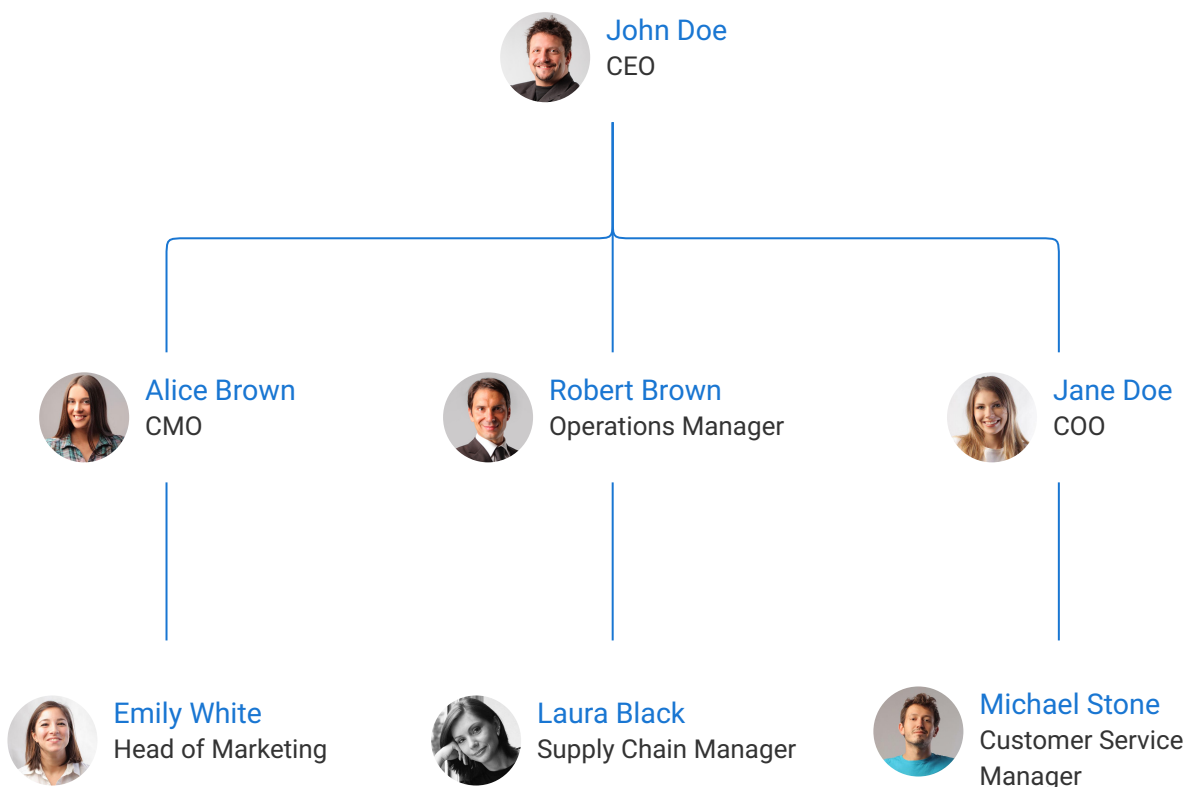 John Doe
CEO
Alice Brown
CMO
Robert Brown
Operations Manager
Jane Doe
COO
Emily White
Head of Marketing
Laura Black
Supply Chain Manager
Michael Stone
Customer Service
Manager